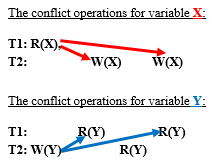 The conflict operations for variable X:
T1: R(X),
T2: W(X) W(X)
The conflict operations for variable Y:
T1: R(Y) R(Y)
T2: W(Y) R(Y)